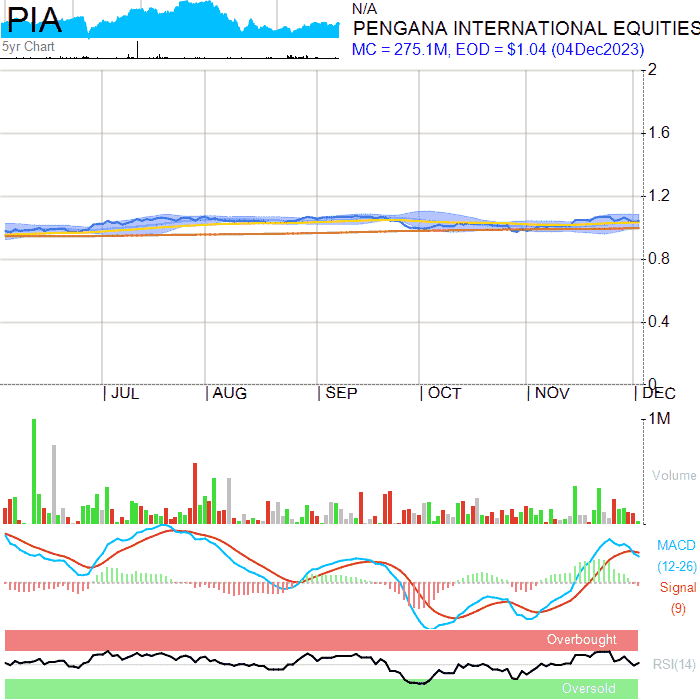 PIA
5yr Chart
N/A
PENGANA INTERNATIONAL EQUITIES
MC = 275.1M, EOD = $1.04 (04Dec2023)
2
1.6
1.2
0.8
0.4
0
JUL AUG SEP OCT NOV DEC
1M
Volume
MACD
(12-26)
Signal
(9)
Overbought
RSI(14)
Oversold